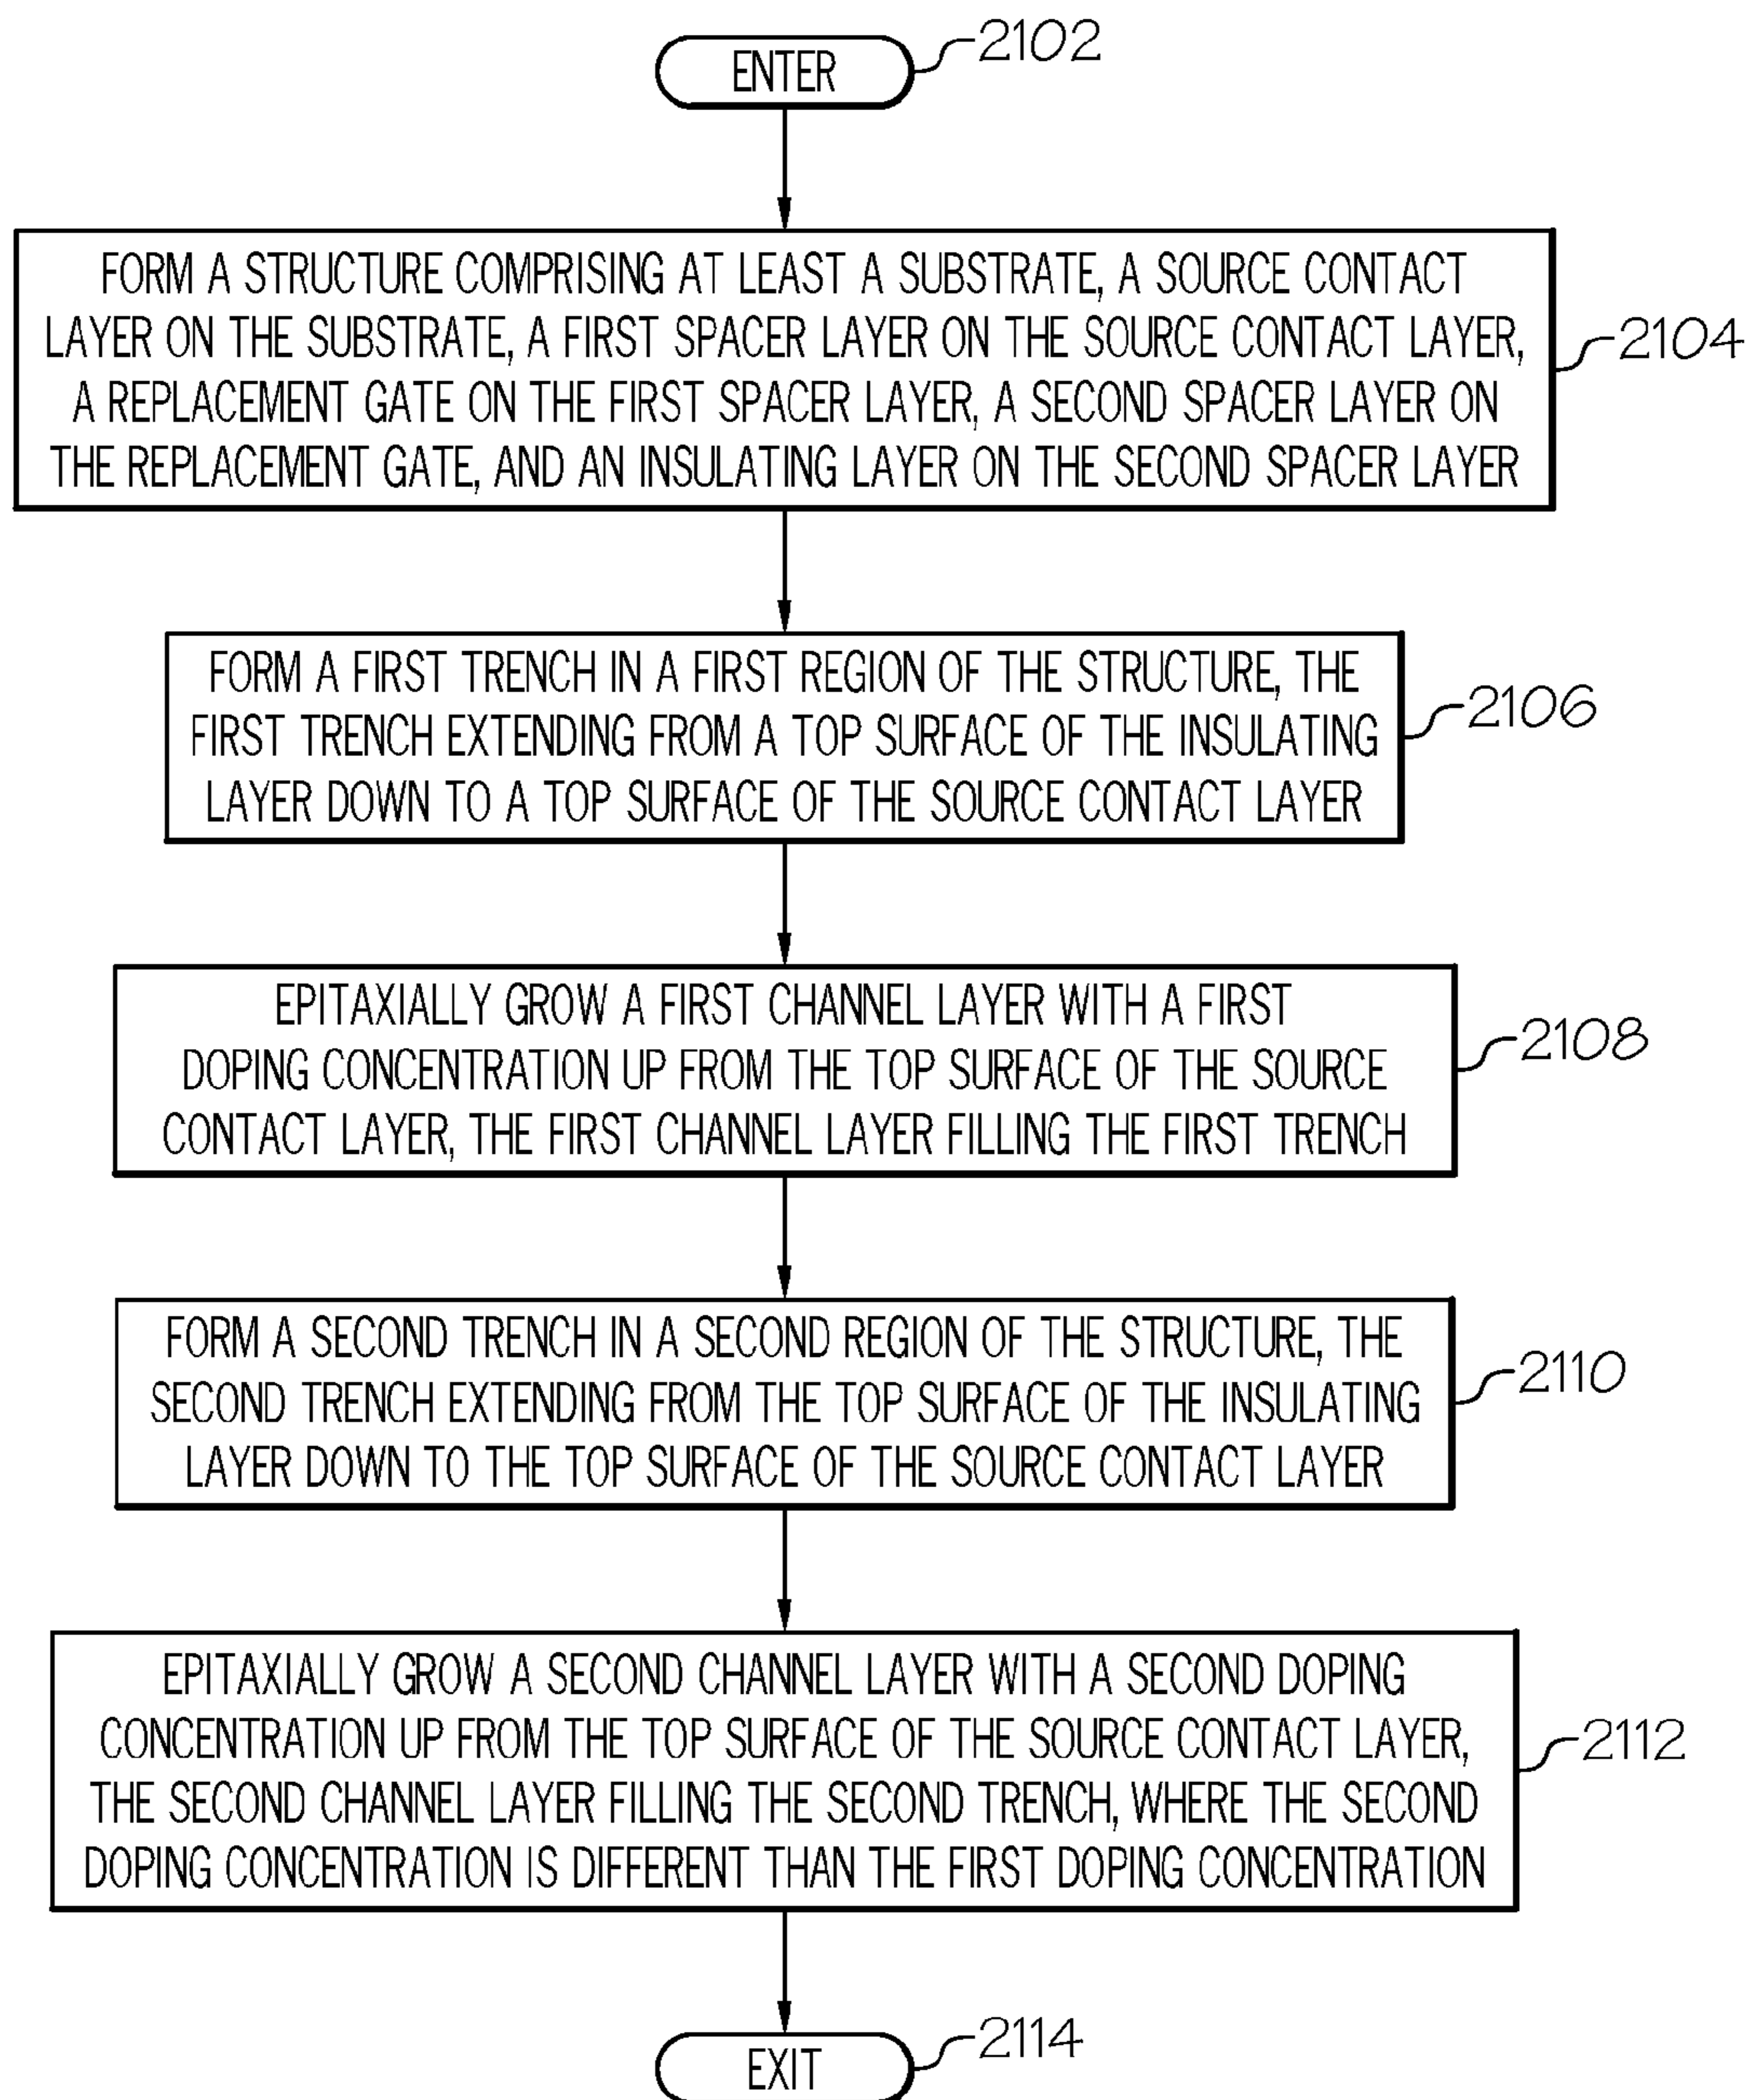 ENTER
2102
FORM A STRUCTURE COMPRISING AT LEAST A SUBSTRATE, A SOURCE CONTACT
LAYER ON THE SUBSTRATE, A FIRST SPACER LAYER ON THE SOURCE CONTACT LAYER,
A REPLACEMENT GATE ON THE FIRST SPACER LAYER, A SECOND SPACER LAYER ON
THE REPLACEMENT GATE, AND AN INSULATING LAYER ON THE SECOND SPACER LAYER
2104
FORM A FIRST TRENCH IN A FIRST REGION OF THE STRUCTURE, THE
FIRST TRENCH EXTENDING FROM A TOP SURFACE OF THE INSULATING
LAYER DOWN TO A TOP SURFACE OF THE SOURCE CONTACT LAYER
2106
EPITAXIALLY GROW A FIRST CHANNEL LAYER WITH A FIRST
DOPING CONCENTRATION UP FROM THE TOP SURFACE OF THE SOURCE
CONTACT LAYER, THE FIRST CHANNEL LAYER FILLING THE FIRST TRENCH
2108
FORM A SECOND TRENCH IN A SECOND REGION OF THE STRUCTURE, THE
SECOND TRENCH EXTENDING FROM THE TOP SURFACE OF THE INSULATING
LAYER DOWN TO THE TOP SURFACE OF THE SOURCE CONTACT LAYER
2110
EPITAXIALLY GROW A SECOND CHANNEL LAYER WITH A SECOND DOPING
CONCENTRATION UP FROM THE TOP SURFACE OF THE SOURCE CONTACT LAYER,
THE SECOND CHANNEL LAYER FILLING THE SECOND TRENCH, WHERE THE SECOND
DOPING CONCENTRATION IS DIFFERENT THAN THE FIRST DOPING CONCENTRATION
2112
EXIT
2114